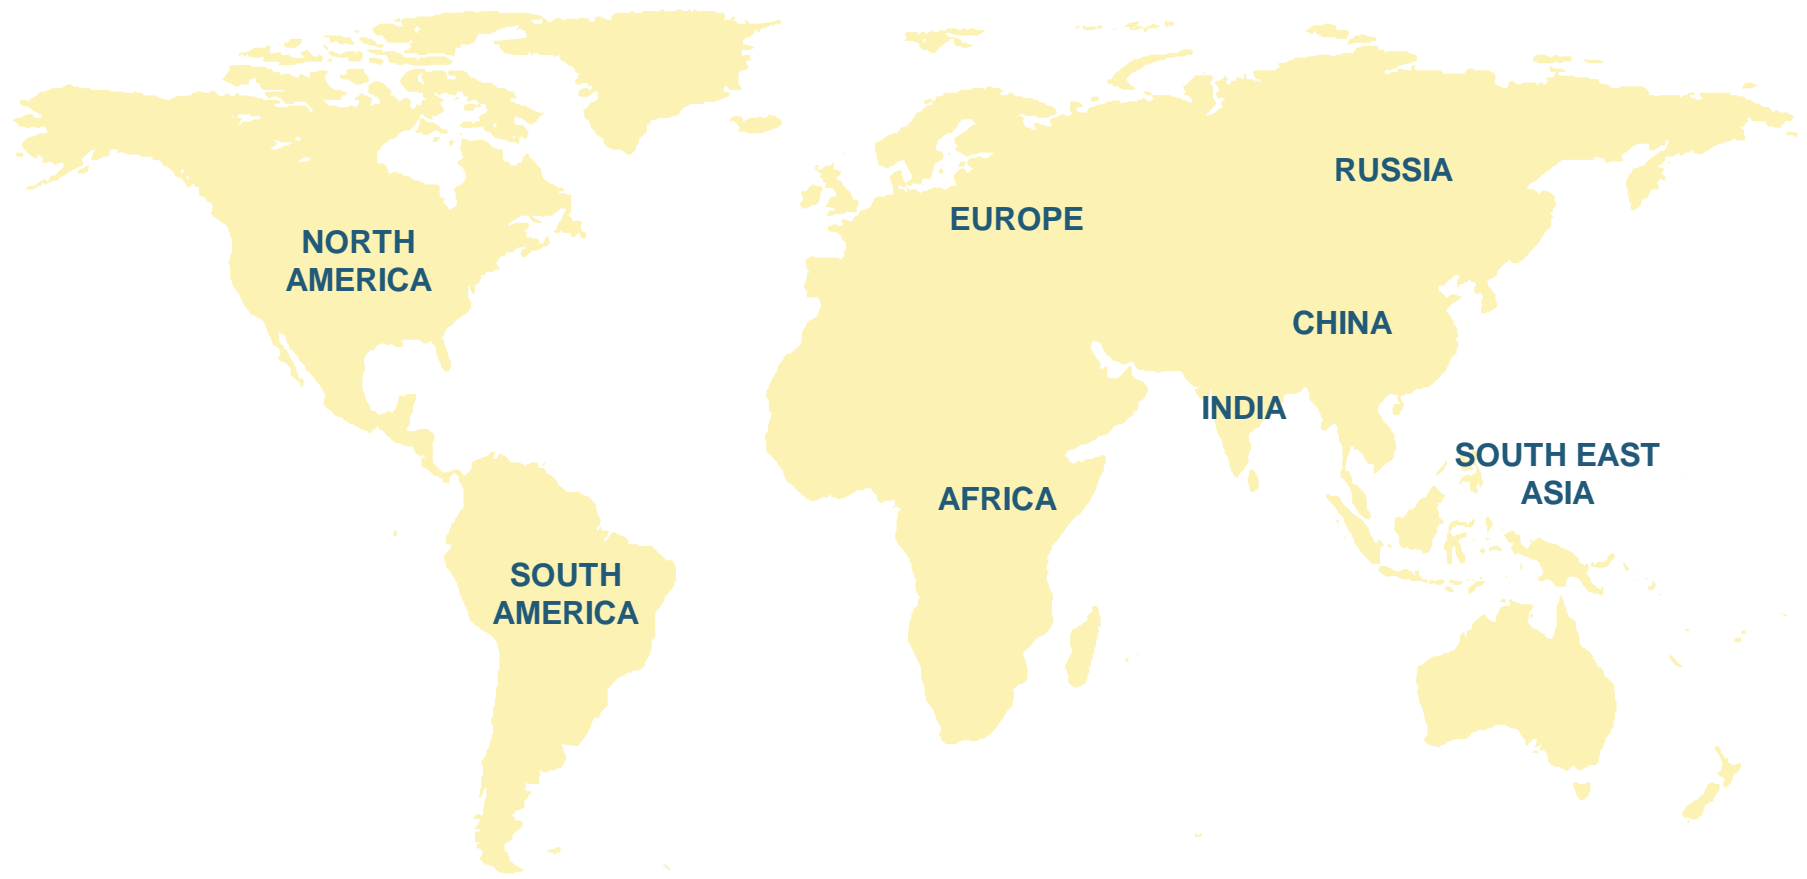 RUSSIA
EUROPE
NORTH
AMERICA
CHINA
INDIA
SOUTH EAST
ASIA
AFRICA
SOUTH
AMERICA